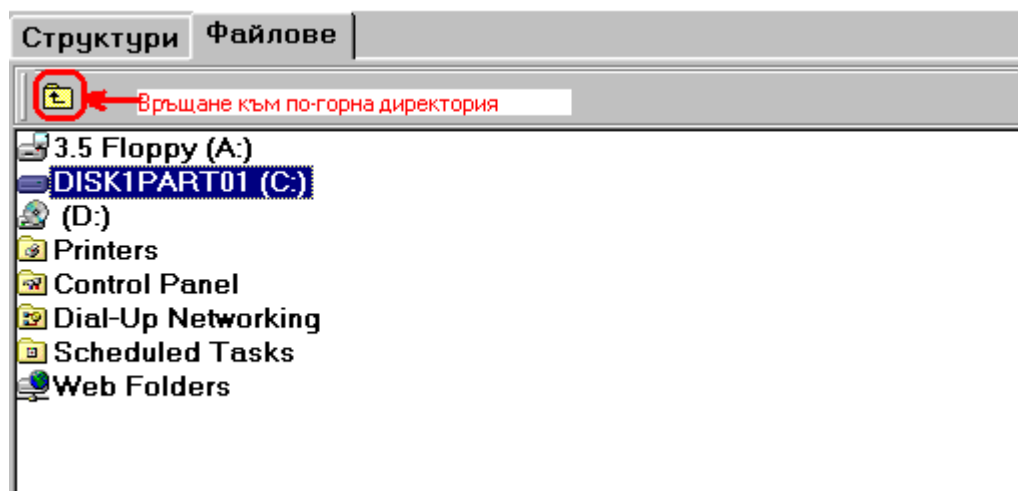 Структури Файлове
Връщане към по-горна директория
3.5 Floppy (A:)
DISK1PART01 (C:)
(D:)
Printers
Control Panel
Dial-Up Networking
Scheduled Tasks
Web Folders